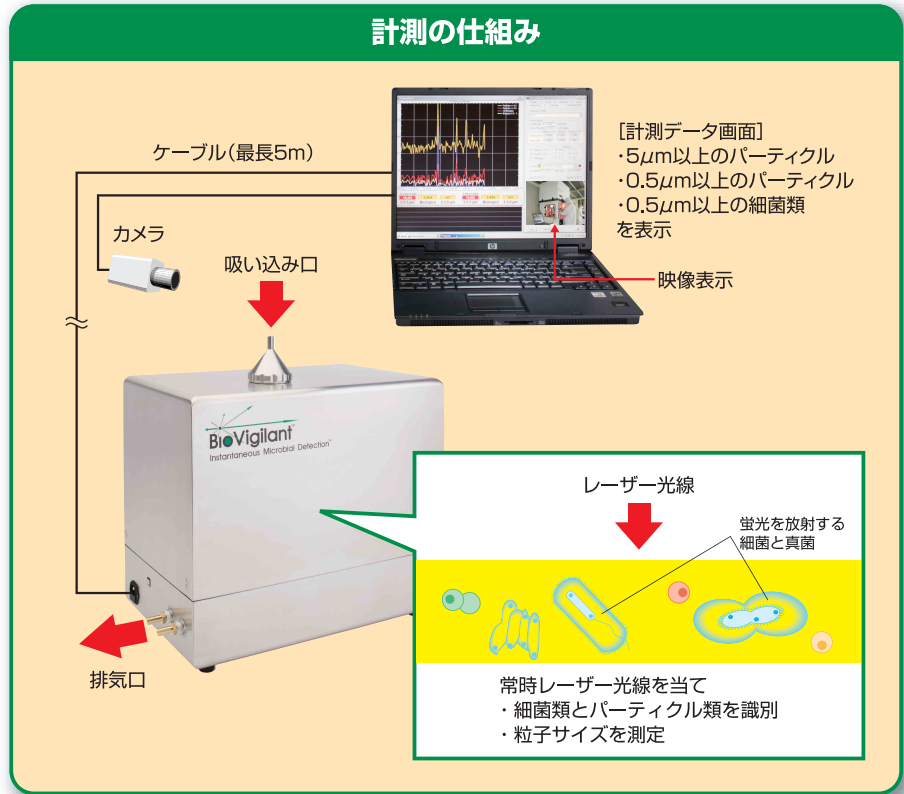 計測の仕組み
ケーブル（最長5m）
[計測データ画面]
・5μm以上のパーティクル
・0.5μm以上のパーティクル
・0.5μm以上の細菌類
を表示
カメラ
吸い込み口
映像表示
BioVigilant
Instantaneous Microbial Detection™
レーザー光線
蛍光を放射する
細菌と真菌
排気口
常時レーザー光線を当て
・細菌類とパーティクル類を識別
・粒子サイズを測定